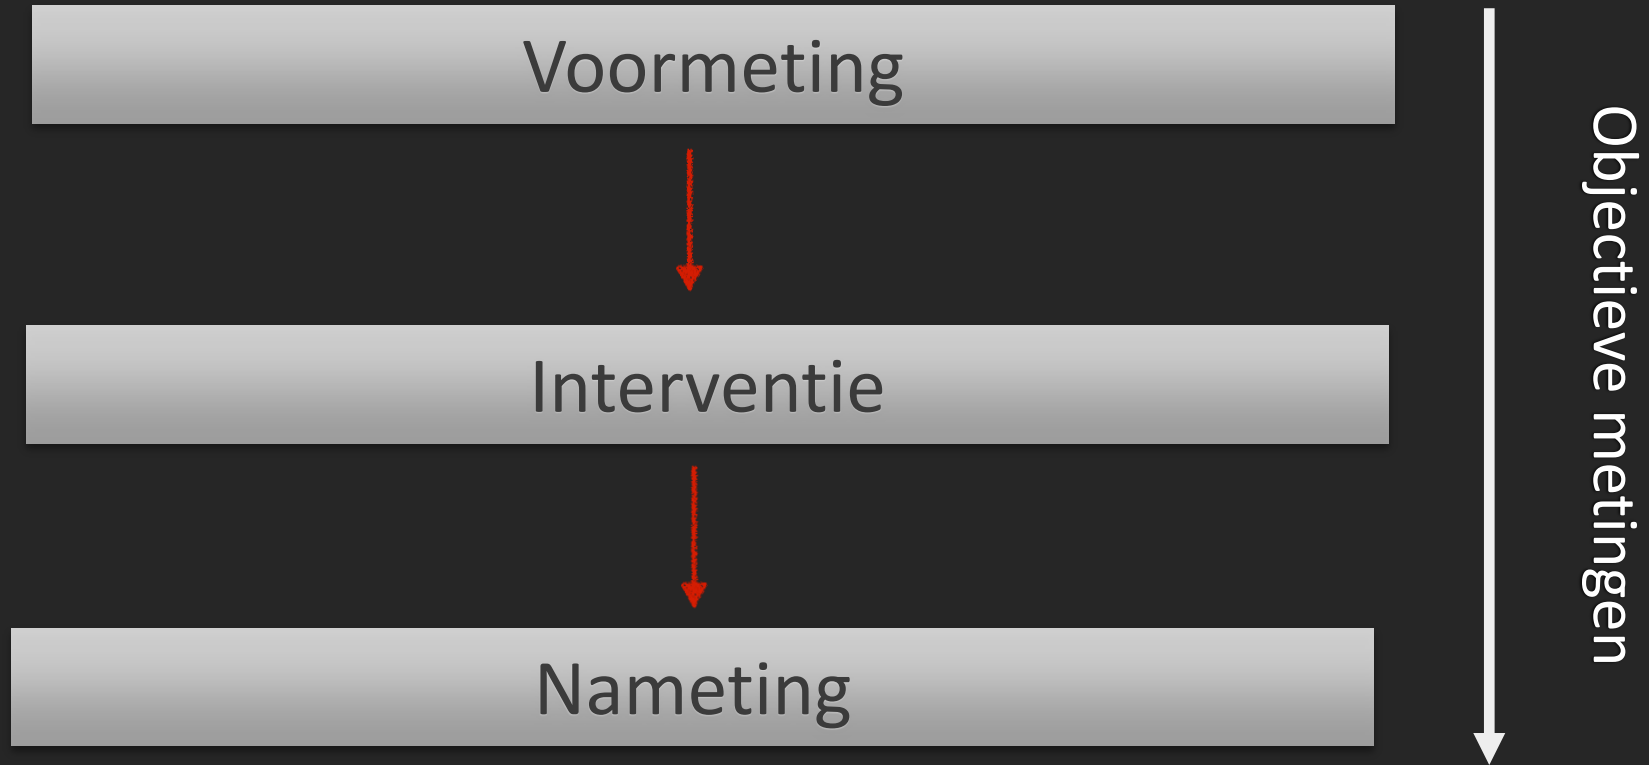 Voormeting
Interventie
Nameting
Objectieve metingen